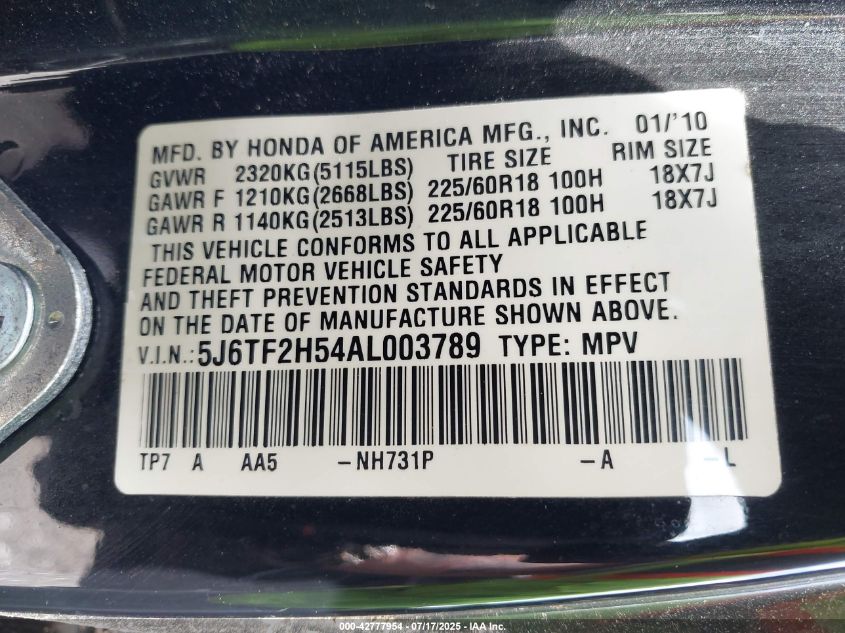 MFD. BY HONDA OF AMERICA MFG., INC. 01/'10
GVWR 2320KG(5115LBS) TIRE SIZE RIM SIZE
GAWR F 1210KG(2668LBS) 225/60R18 100H 18X7J
GAWR R 1140KG(2513LBS) 225/60R18 100H 18X7J
THIS VEHICLE CONFORMS TO ALL APPLICABLE
FEDERAL MOTOR VEHICLE SAFETY
AND THEFT PREVENTION STANDARDS IN EFFECT
ON THE DATE OF MANUFACTURE SHOWN ABOVE.
V.I.N.: 5J6TF2H54AL003789 TYPE: MPV
TP7 A AA5 -NH731P -A -L
000-42777954 - 07/17/2025 - IAA Inc.